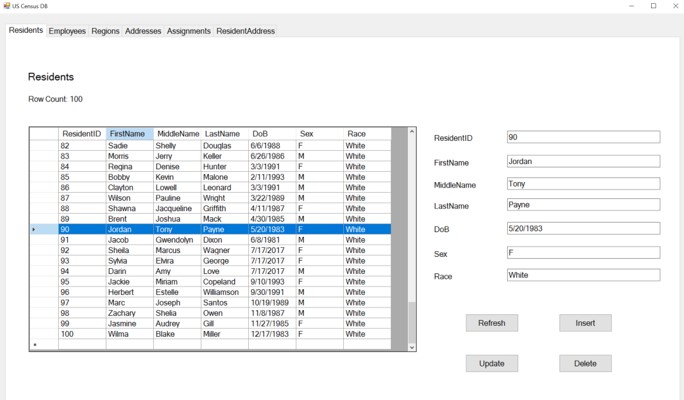 US Census DB
Residents Employees Regions Addresses Assignments ResidentAddress
Residents
Row Count: 100
ResidentID FirstName MiddleName LastName DoB Sex Race
82 Sadie Shelly Douglas 6/6/1988 F White
83 Morris Jerry Keller 6/26/1986 M White
84 Regina Denise Hunter 3/3/1991 F White
85 Bobby Kevin Malone 2/11/1993 M White
86 Clayton Lowell Leonard 3/3/1991 M White
87 Wilson Pauline Wright 3/22/1989 M White
88 Shawna Jacqueline Griffith 4/11/1987 F White
89 Brent Joshua Mack 4/30/1985 M White
90 Jordan Tony Payne 5/20/1983 F White
91 Jacob Gwendolyn Dixon 6/8/1981 M White
92 Sheila Marcus Wagner 7/17/2017 F White
93 Sylvia Elvira George 7/17/2017 F White
94 Darin Amy Love 7/17/2017 M White
95 Jackie Miriam Copeland 9/10/1993 F White
96 Herbert Estelle Williamson 9/30/1991 M White
97 Marc Joseph Santos 10/19/1989 M White
98 Zachary Shelia Owen 11/8/1987 M White
99 Jasmine Audrey Gill 11/27/1985 F White
100 Wilma Blake Miller 12/17/1983 F White
ResidentID 90
FirstName Jordan
MiddleName Tony
LastName Payne
DoB 5/20/1983
Sex F
Race White
Refresh Insert
Update Delete